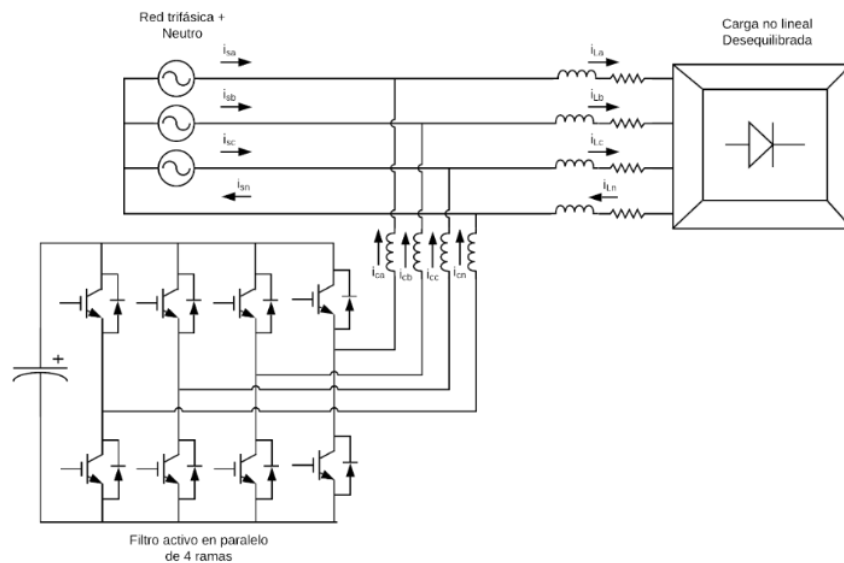 Red trifásica +
Neutro
Carga no lineal
Desequilibrada
isa
iLa
isb
iLb
isc
iLc
isn
iLn
ica
icb
icc
icn
+
Filtro activo en paralelo
de 4 ramas